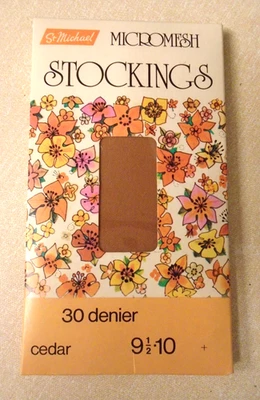 St Michael
MICROMESH
STOCKINGS
30 denier
cedar 9½·10 +